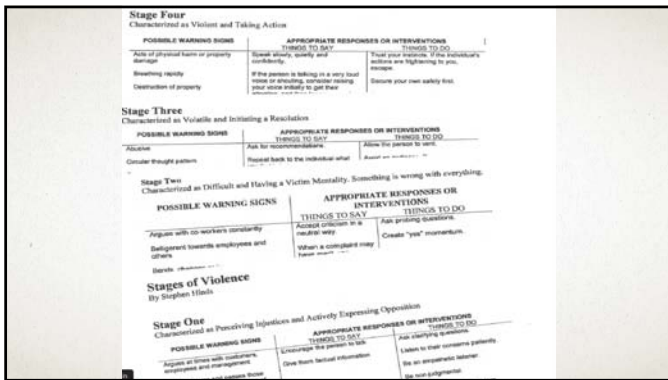 Stage Four
Characterized as Violent and Taking Action
POSSIBLE WARNING SIGNS
APPROPRIATE RESPONSES OR INTERVENTIONS
THINGS TO SAY
THINGS TO DO
Acts of physical harm or property
damage
Breathing rapidly
Destruction of property
Speak slowly, quietly and
confidently.
If the person is talking in a very loud
voice or shouting, consider raising
your voice initially to get their
Trust your instincts. If the individual's
actions are frightening to you,
escape.
Secure your own safety first.
Stage Three
Characterized as Volatile and Initiating a Resolution
POSSIBLE WARNING SIGNS
APPROPRIATE RESPONSES OR INTERVENTIONS
THINGS TO SAY
THINGS TO DO
Abusive
Circular thought pattern
Ask for recommendations.
Repeat back to the individual what
Allow the person to vent.
Stage Two
Characterized as Difficult and Having a Victim Mentality. Something is wrong with everything.
POSSIBLE WARNING SIGNS
APPROPRIATE RESPONSES OR
INTERVENTIONS
THINGS TO SAY
THINGS TO DO
Argues with co-workers constantly
Belligerent towards employees and
others
Accept criticism in a
neutral way.
When a complaint may
Ask probing questions.
Create "yes" momentum.
Stages of Violence
By Stephen Hinds
Stage One
Characterized as Perceiving Injustices and Actively Expressing Opposition
POSSIBLE WARNING SIGNS
APPROPRIATE RESPONSES OR INTERVENTIONS
THINGS TO SAY
THINGS TO DO
Argues at times with customers,
employees and management
Encourage the person to talk
Give them factual information
Ask clarifying questions.
Listen to their concerns patiently.
Be an empathetic listener.
Be non-judgmental.